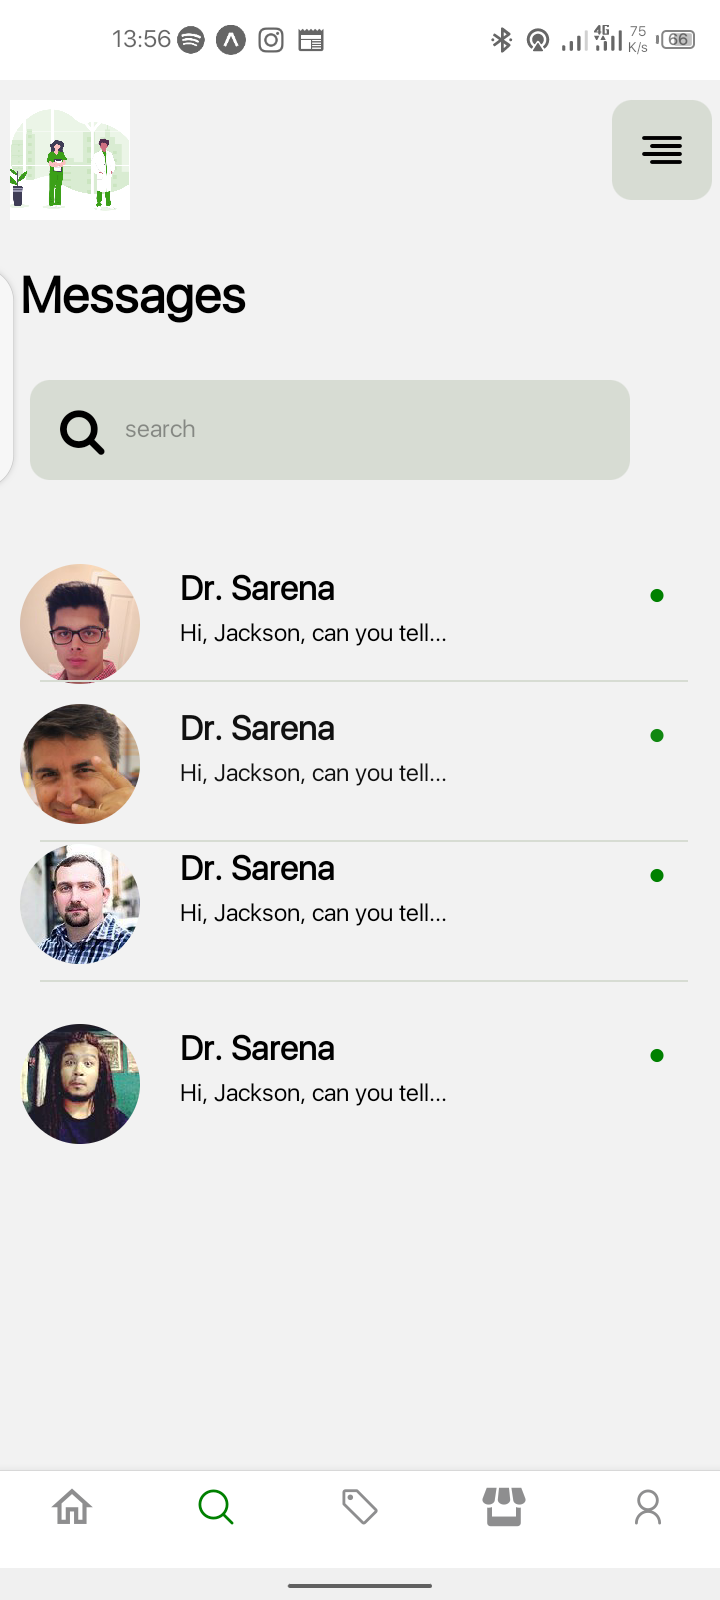 13:56
4G
75
K/s
66
Messages
search
Dr. Sarena
Hi, Jackson, can you tell...
Dr. Sarena
Hi, Jackson, can you tell...
Dr. Sarena
Hi, Jackson, can you tell...
Dr. Sarena
Hi, Jackson, can you tell...